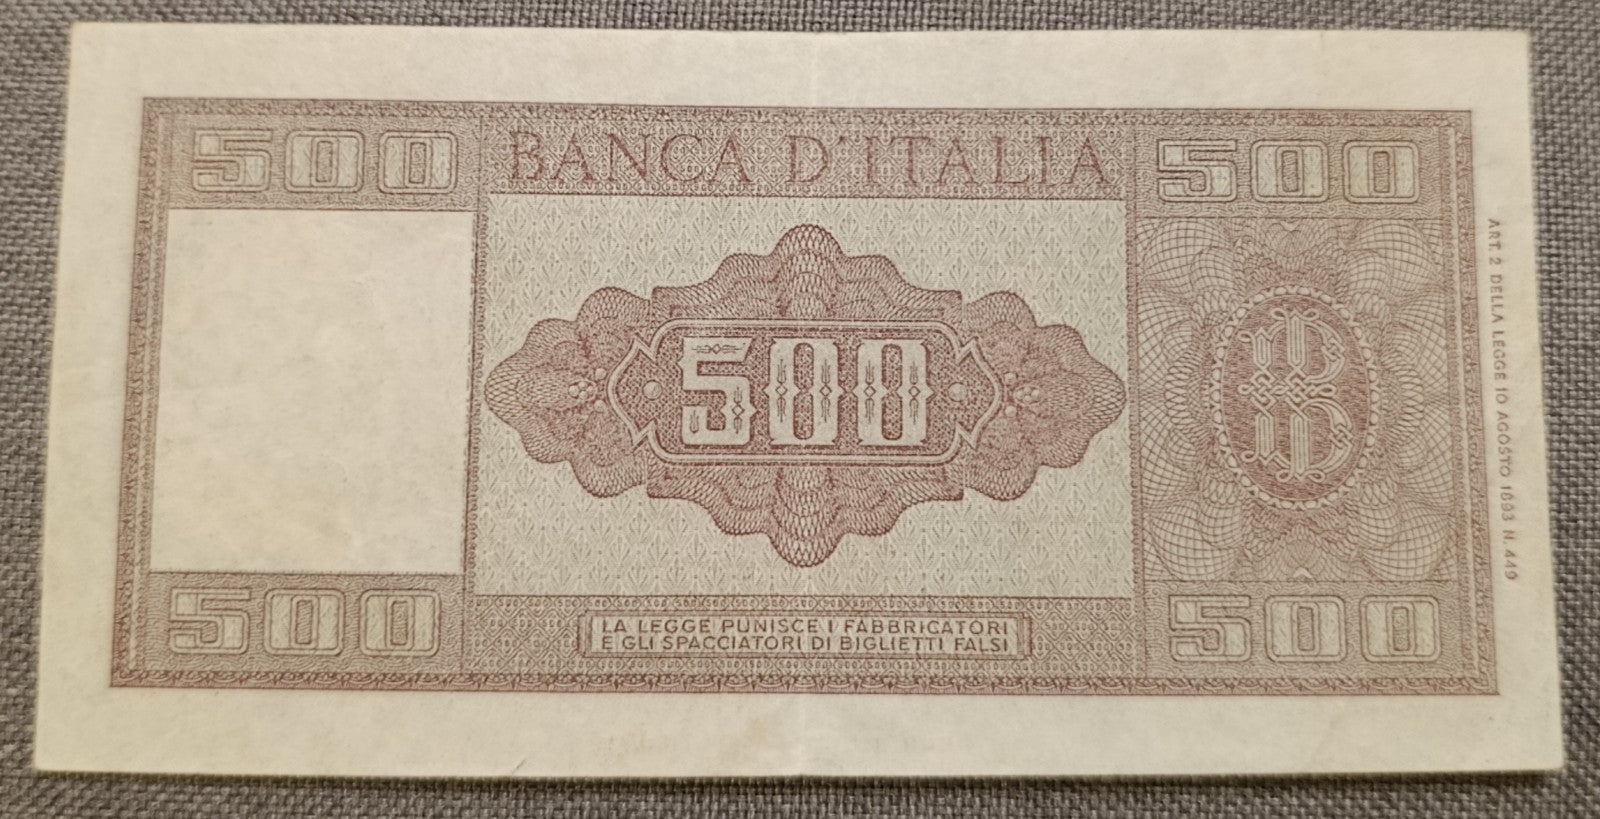 500 BANCA D'ITALIA 500
500
B
ART. 2 DELLA LEGGE 10 AGOSTO 1893 N. 449
500 500
LA LEGGE PUNISCE I FABBRICATORI
E GLI SPACCIATORI DI BIGLIETTI FALSI